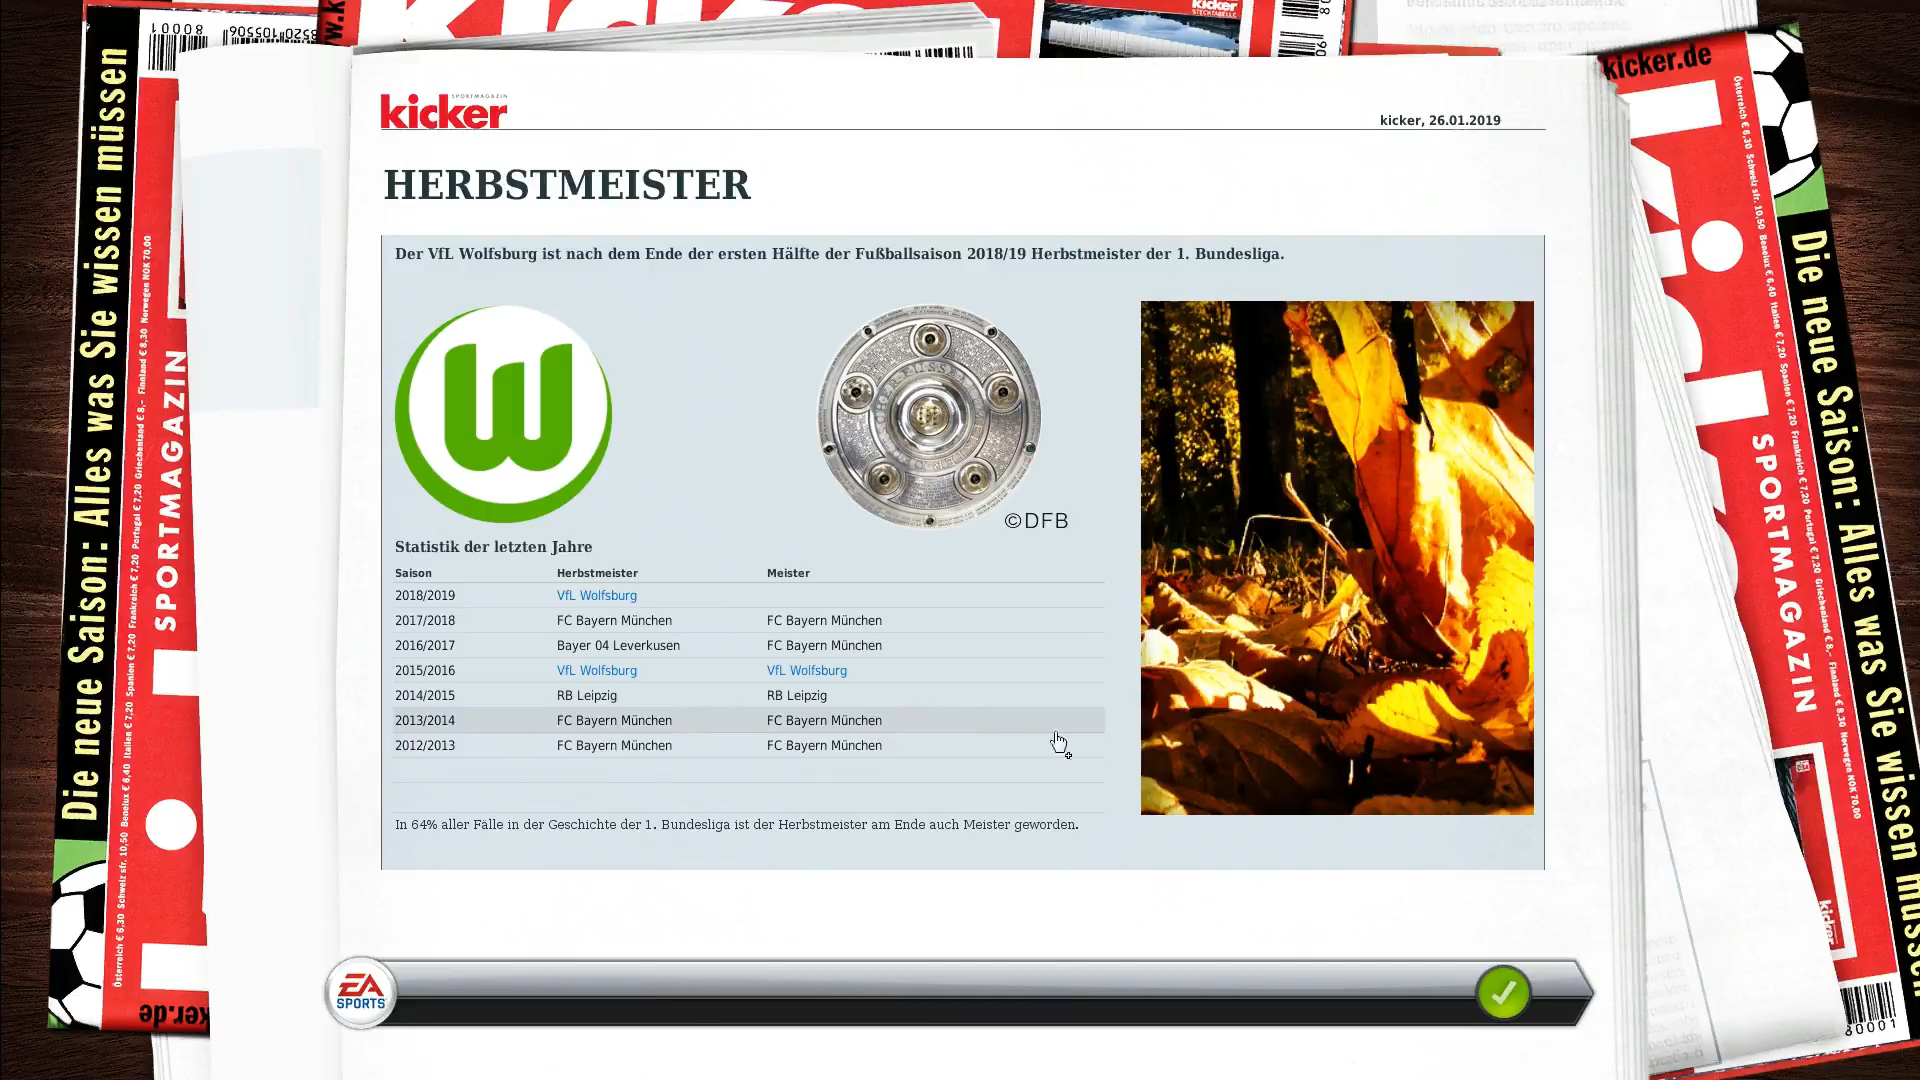 kicker
SPORTMAGAZIN
kicker, 26.01.2019
HERBSTMEISTER
Der VfL Wolfsburg ist nach dem Ende der ersten Hälfte der Fußballsaison 2018/19 Herbstmeister der 1. Bundesliga.
©DFB
Statistik der letzten Jahre
Saison Herbstmeister Meister
2018/2019 VfL Wolfsburg
2017/2018 FC Bayern München FC Bayern München
2016/2017 Bayer 04 Leverkusen FC Bayern München
2015/2016 VfL Wolfsburg VfL Wolfsburg
2014/2015 RB Leipzig RB Leipzig
2013/2014 FC Bayern München FC Bayern München
2012/2013 FC Bayern München FC Bayern München
In 64% aller Fälle in der Geschichte der 1. Bundesliga ist der Herbstmeister am Ende auch Meister geworden.
EA
SPORTS
Die neue Saison: Alles was Sie wissen müssen
SPORTMAGAZIN
80001
kicker
kicker.de
Die neue Saison: Alles was Sie wissen müssen
SPORTMAGAZIN
kicker
80001